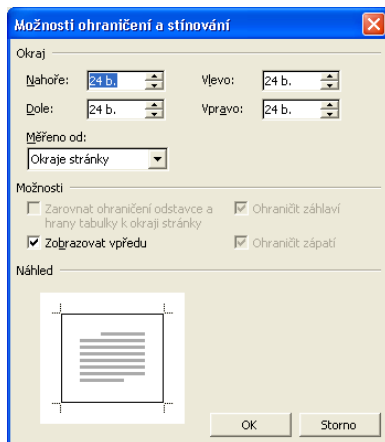 Možnosti ohraničení a stínování
Okraj
Nahoře: 24 b. Vlevo: 24 b.
Dole: 24 b. Vpravo: 24 b.
Měřeno od:
Okraje stránky
Možnosti
Zarovnat ohraničení odstavce a
hrany tabulky k okraji stránky
Ohraničit záhlaví
Zobrazovat vpředu Ohraničit zápatí
Náhled
OK Storno